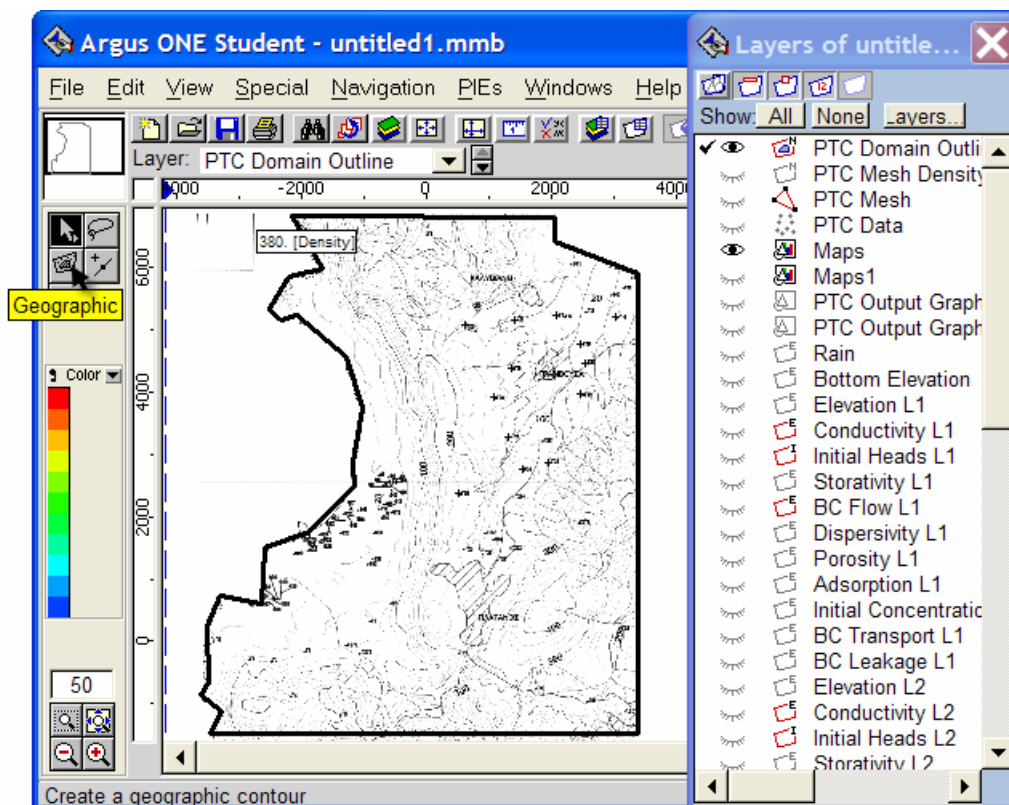 Argus ONE Student - untitled1.mmb
File Edit View Special Navigation PIEs Windows Help
Layer: PTC Domain Outline
-2000 0 2000
6000
4000
2000
0
380. [Density]
Geographic
Color
50
Create a geographic contour
Layers of untitle...
Show: All None Layers...
PTC Domain Outli
PTC Mesh Density
PTC Mesh
PTC Data
Maps
Maps1
PTC Output Graph
PTC Output Graph
Rain
Bottom Elevation
Elevation L1
Conductivity L1
Initial Heads L1
Storativity L1
BC Flow L1
Dispersivity L1
Porosity L1
Adsorption L1
Initial Concentratic
BC Transport L1
BC Leakage L1
Elevation L2
Conductivity L2
Initial Heads L2
Storativity L2